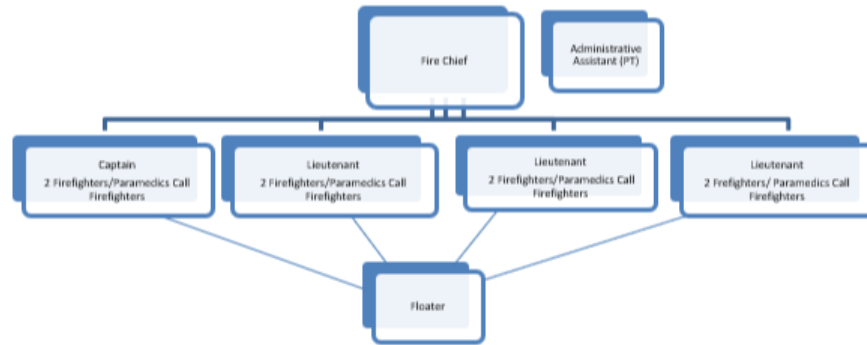 Fire Chief
Administrative
Assistant (PT)
Captain
2 Firefighters/Paramedics Call
Firefighters
Lieutenant
2 Firefighters/Paramedics Call
Firefighters
Lieutenant
2 Firefighters/Paramedics Call
Firefighters
Lieutenant
2 Frefighters/ Paramedics Call
Firefighters
Floater